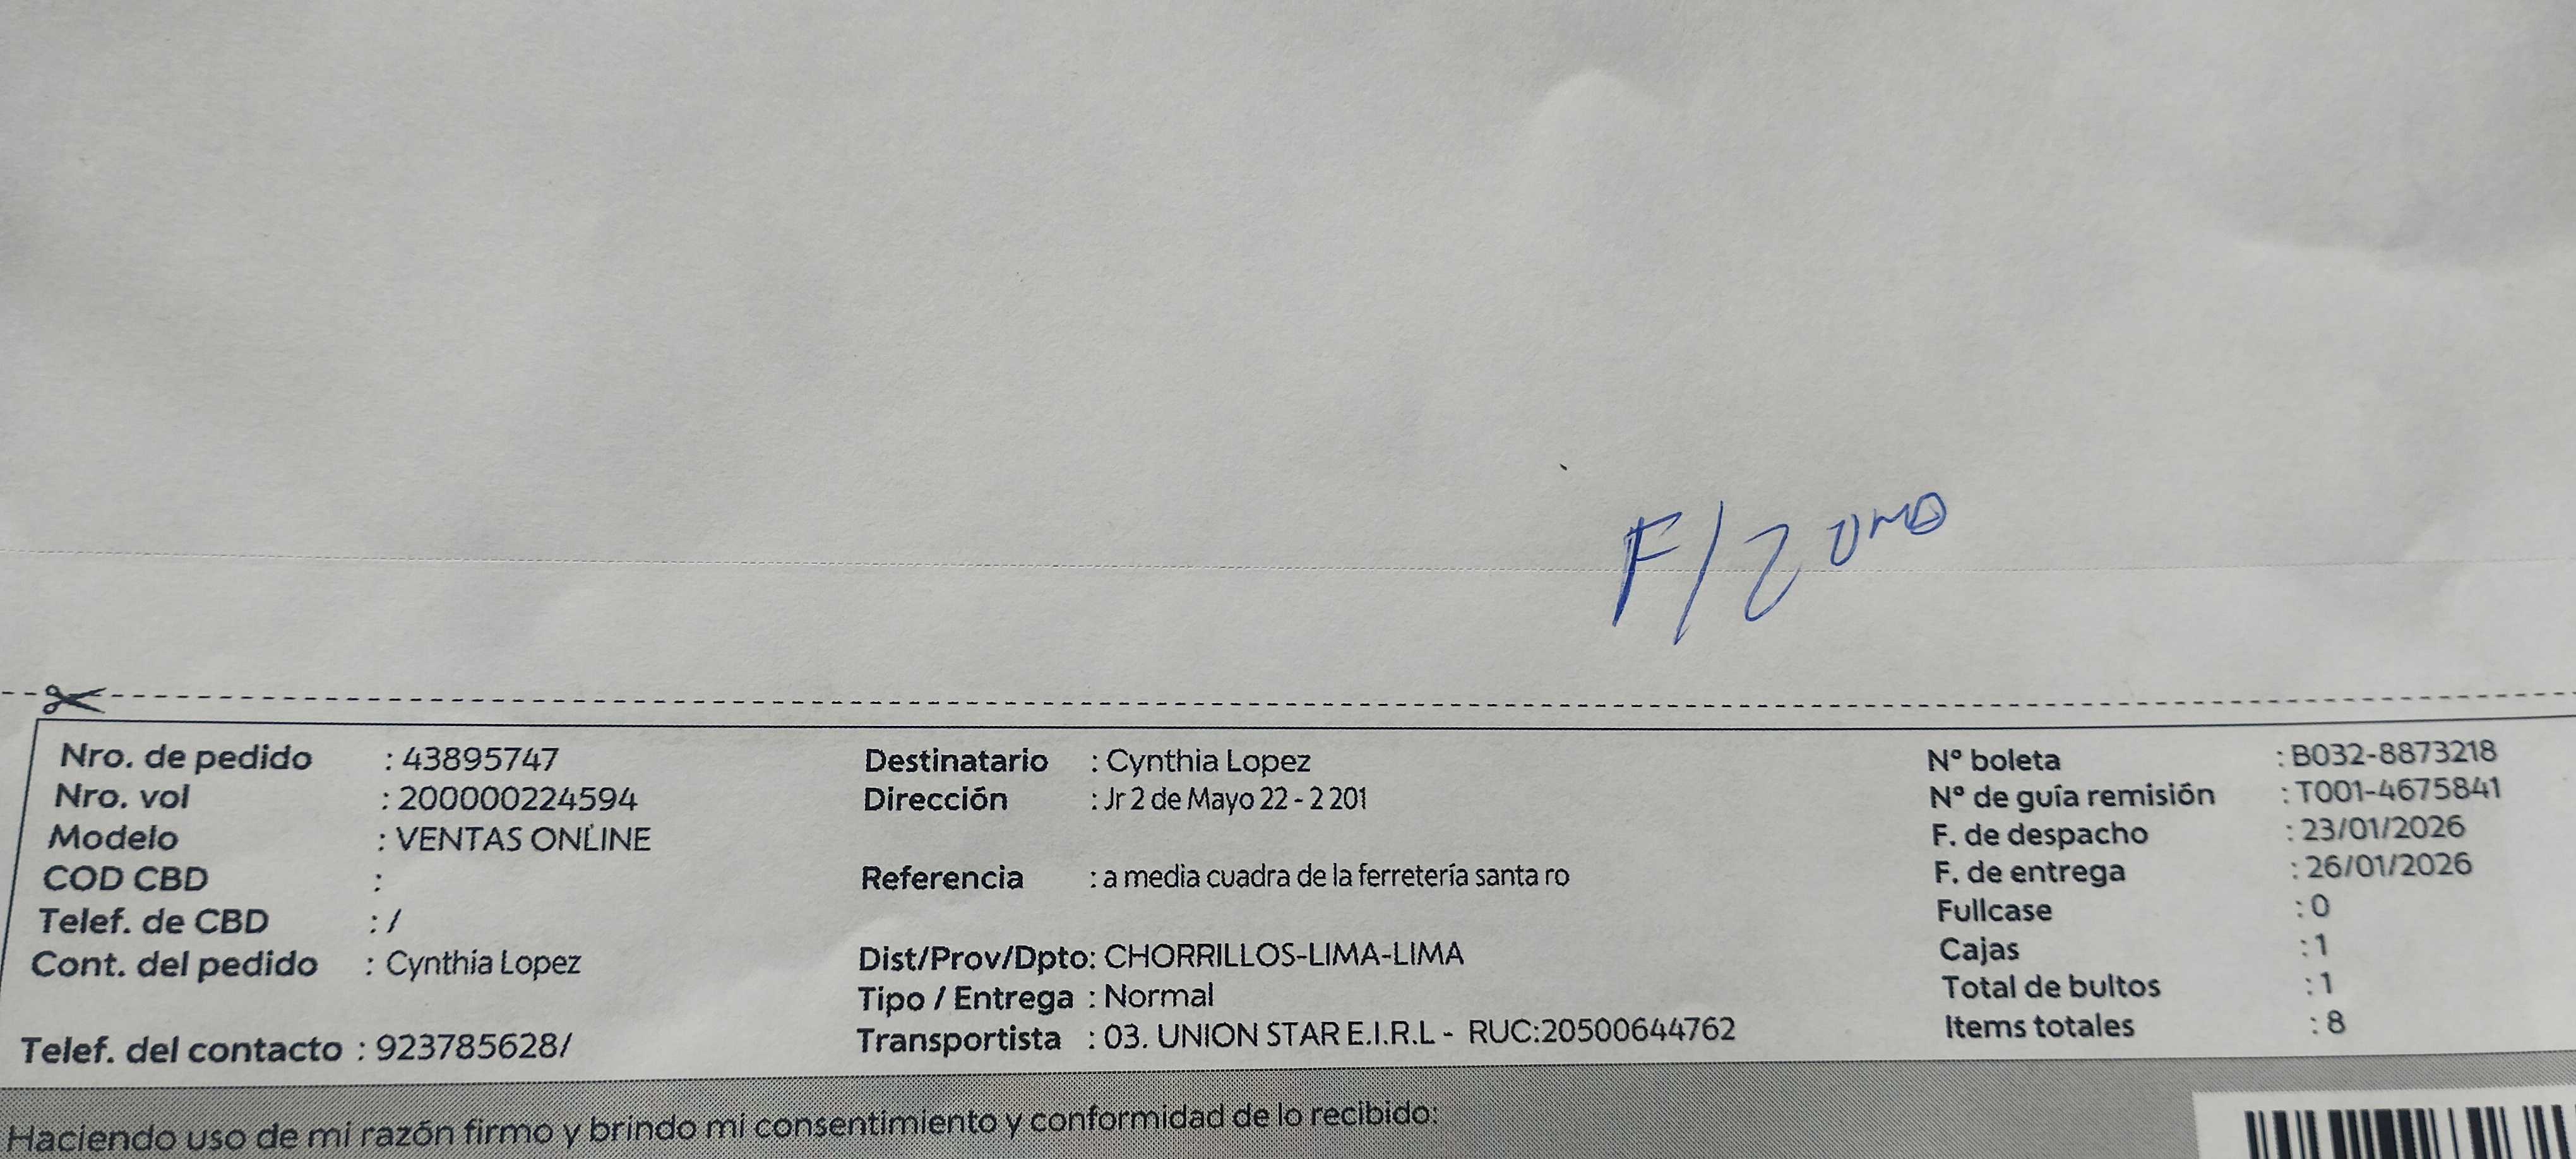 F/Zona
Nro. de pedido : 43895747
Nro. vol : 200000224594
Modelo : VENTAS ONLINE
COD CBD :
Telef. de CBD : /
Cont. del pedido : Cynthia Lopez
Telef. del contacto : 923785628/
Destinatario : Cynthia Lopez
Dirección : Jr 2 de Mayo 22 - 2 201
Referencia : a media cuadra de la ferretería santa ro
Dist/Prov/Dpto: CHORRILLOS-LIMA-LIMA
Tipo / Entrega : Normal
Transportista : 03. UNION STAR E.I.R.L - RUC:20500644762
N° boleta : B032-8873218
N° de guía remisión : T001-4675841
F. de despacho : 23/01/2026
F. de entrega : 26/01/2026
Fullcase : 0
Cajas : 1
Total de bultos : 1
Items totales : 8
Haciendo uso de mi razón firmo y brindo mi consentimiento y conformidad de lo recibido: